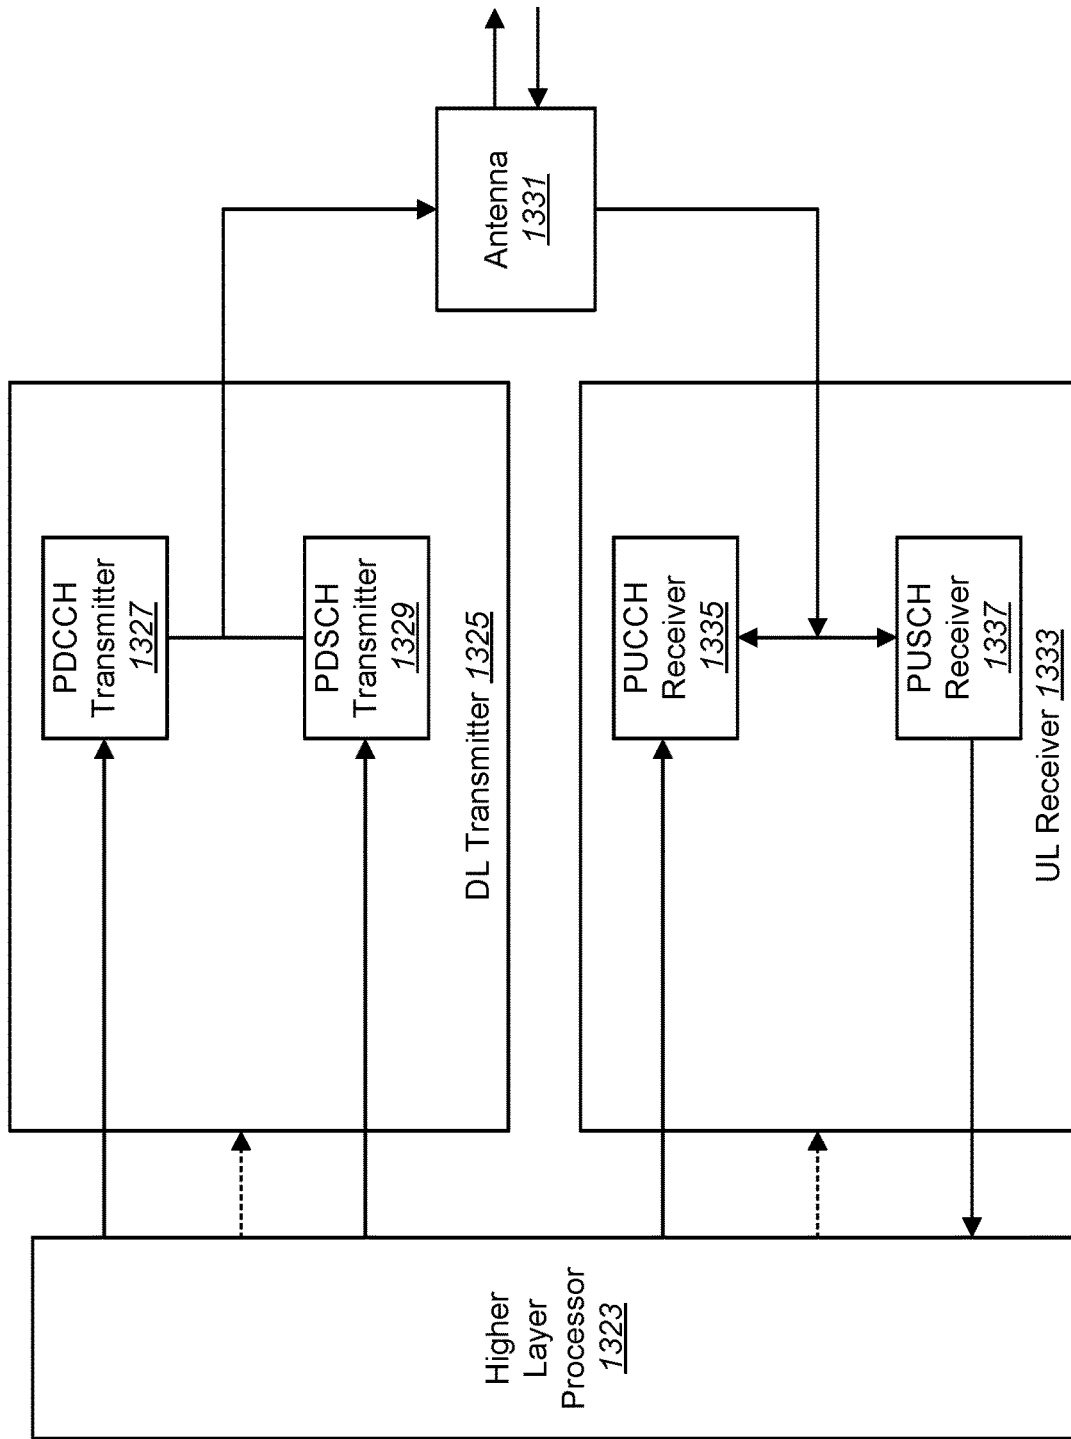 Higher
Layer
Processor
1323
DL Transmitter 1325
PDCCH
Transmitter
1327
PDSCH
Transmitter
1329
Antenna
1331
UL Receiver 1333
PUCCH
Receiver
1335
PUSCH
Receiver
1337